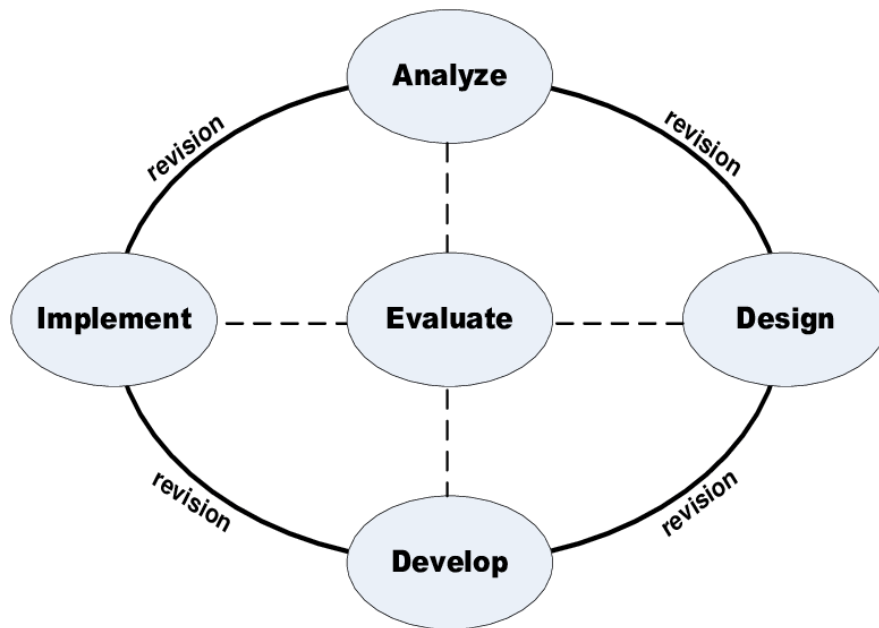 Analyze
revision
revision
Implement
Evaluate
Design
revision
revision
Develop